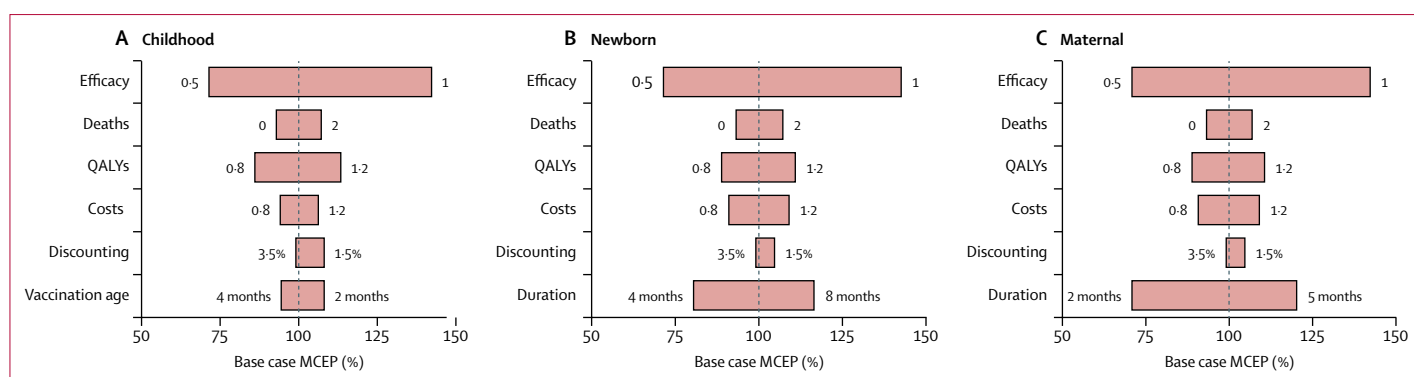 A Childhood
Efficacy 0·5 1
Deaths 0 2
QALYs 0·8 1·2
Costs 0·8 1·2
Discounting 3·5% 1·5%
Vaccination age 4 months 2 months
50 75 100 125 150
Base case MCEP (%)
B Newborn
Efficacy 0·5 1
Deaths 0 2
QALYs 0·8 1·2
Costs 0·8 1·2
Discounting 3·5% 1·5%
Duration 4 months 8 months
50 75 100 125 150
Base case MCEP (%)
C Maternal
Efficacy 0·5 1
Deaths 0 2
QALYs 0·8 1·2
Costs 0·8 1·2
Discounting 3·5% 1·5%
Duration 2 months 5 months
50 75 100 125 150
Base case MCEP (%)